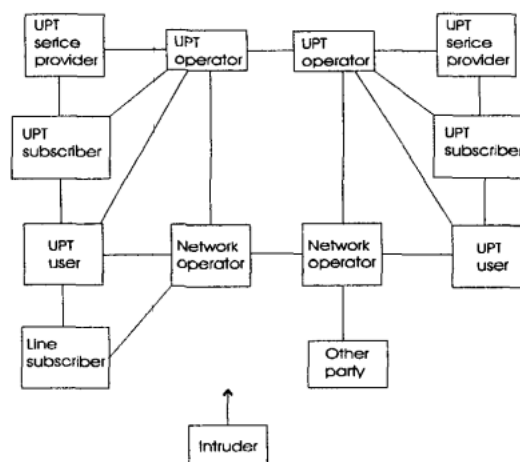 UPT
serice
provider
UPT
operator
UPT
operator
UPT
serice
provider
UPT
subscriber
UPT
subscriber
UPT
user
Network
operator
Network
operator
UPT
user
Line
subscriber
Other
party
Intruder